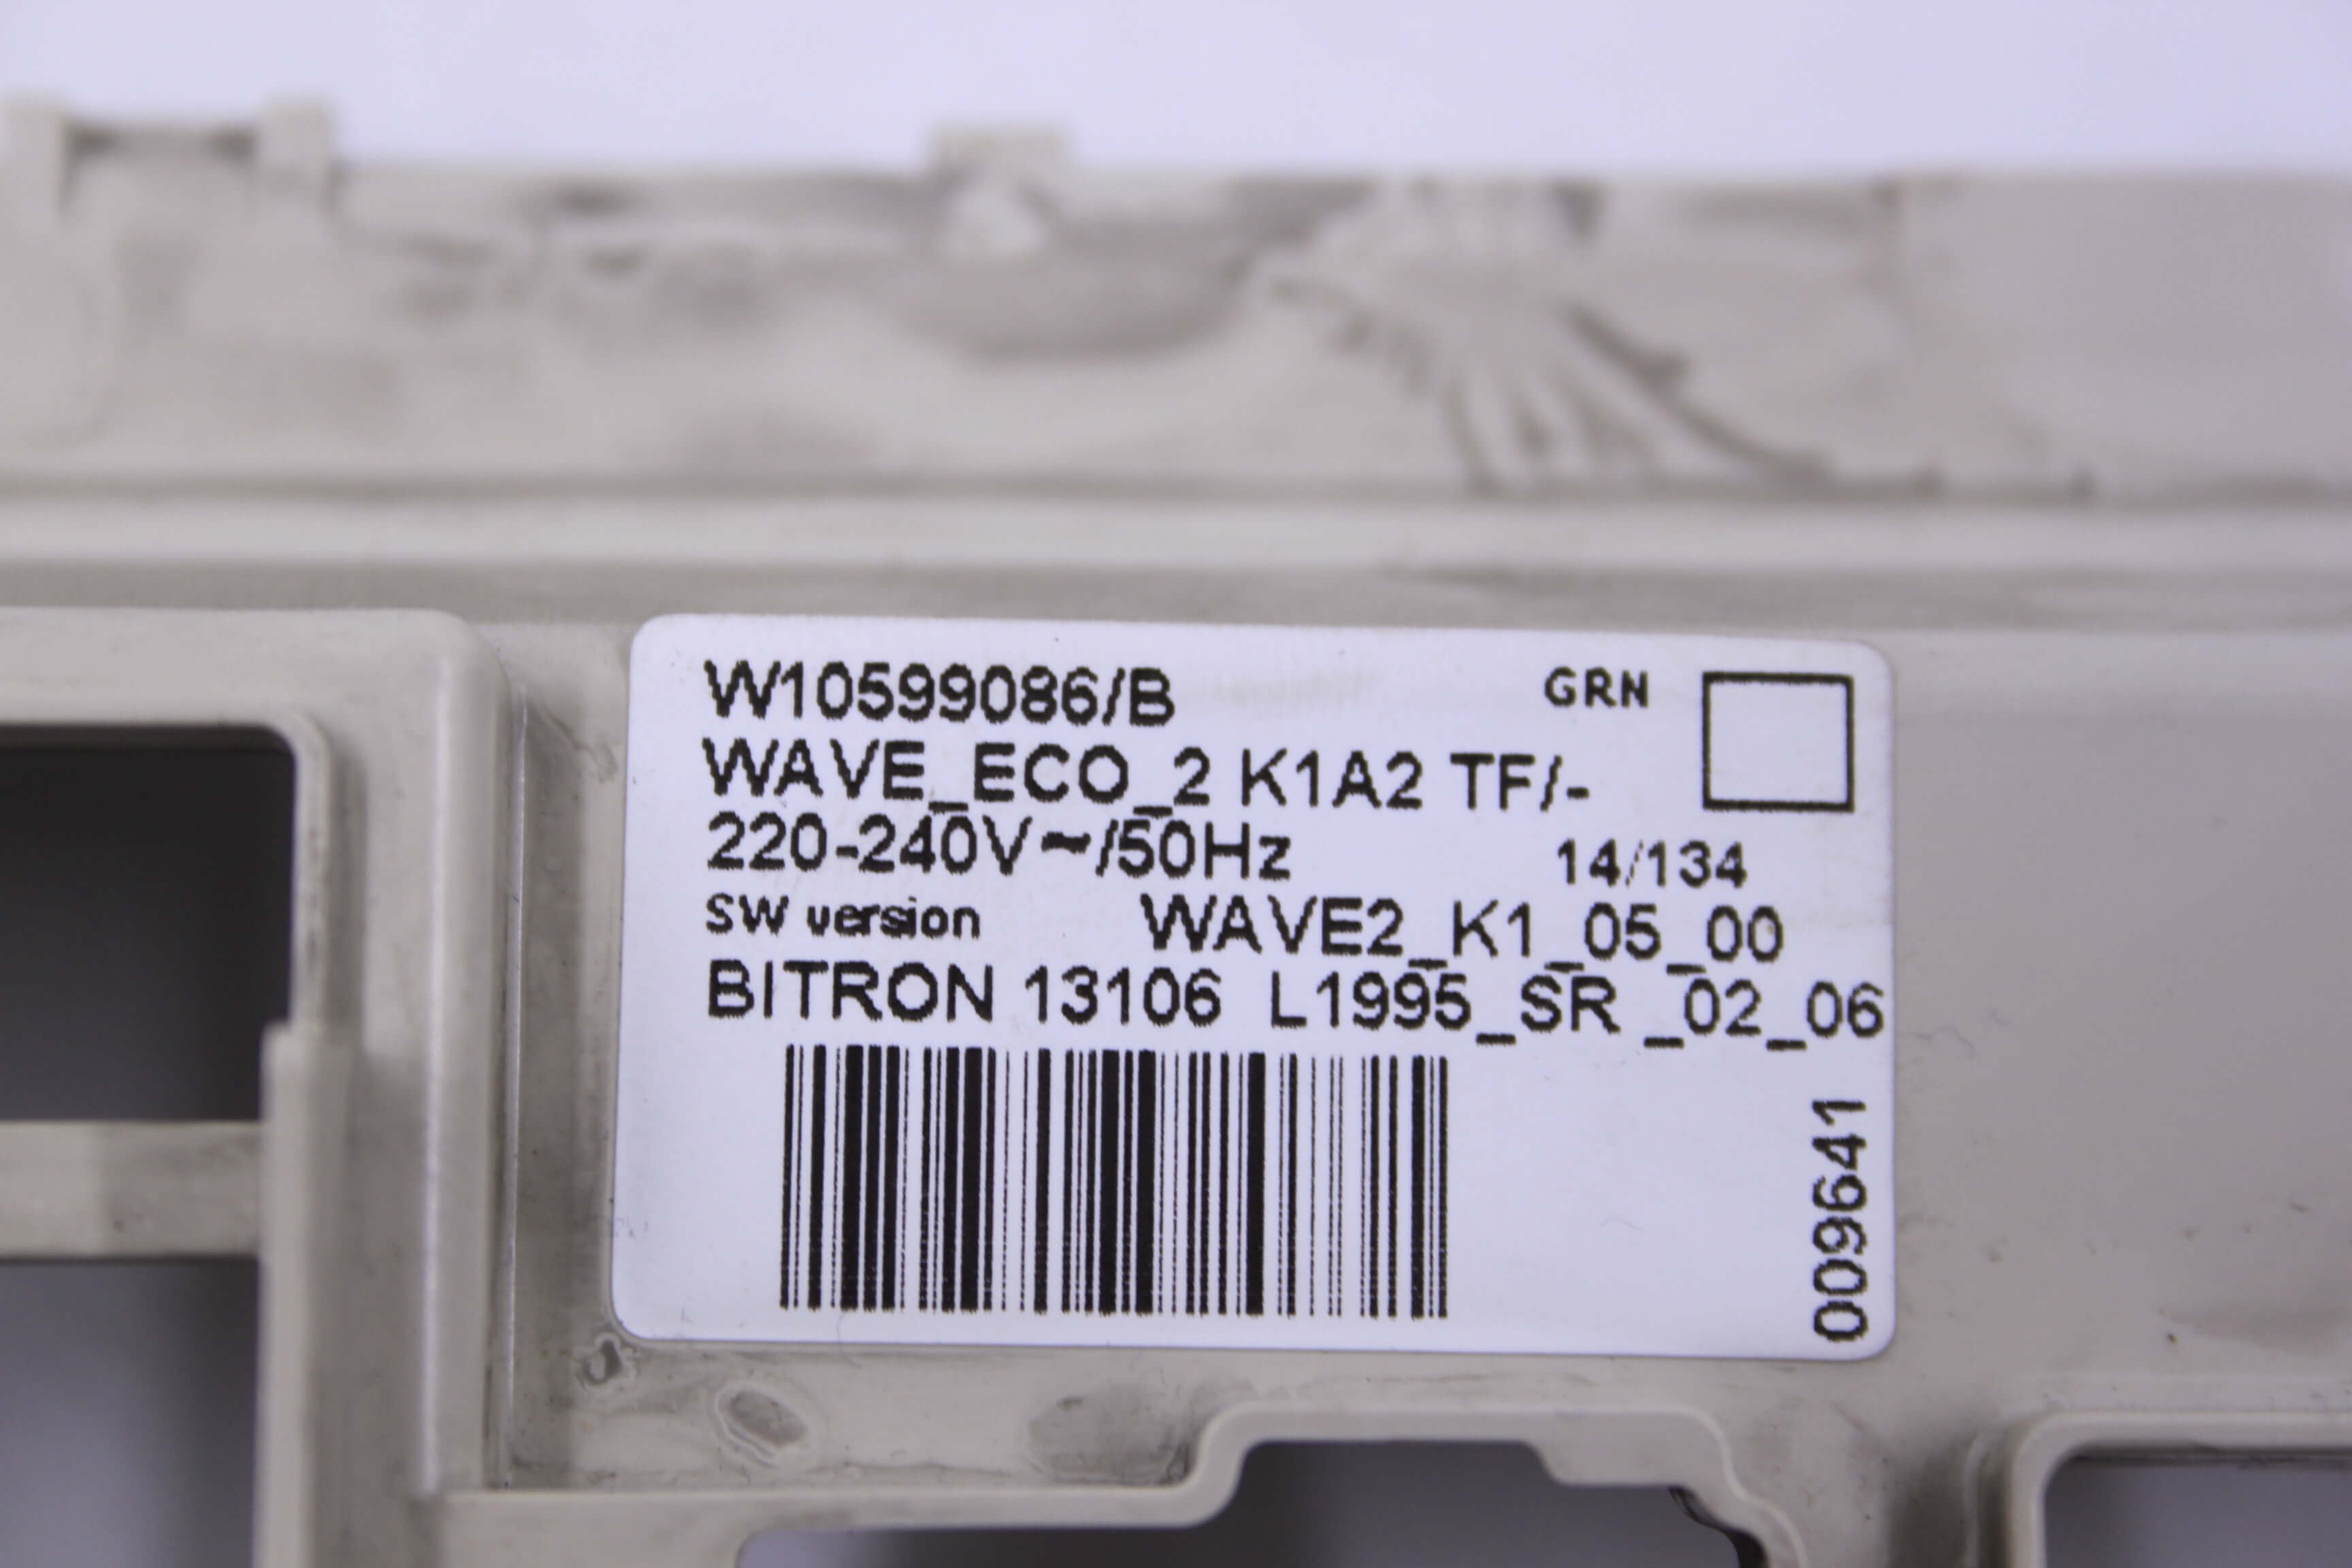 W10599086/B GRN
WAVE_ECO_2 K1A2 TF/-
220-240V~/50Hz 14/134
SW version WAVE2_K1_05_00
BITRON 13106 L1995_SR _02_06
009641